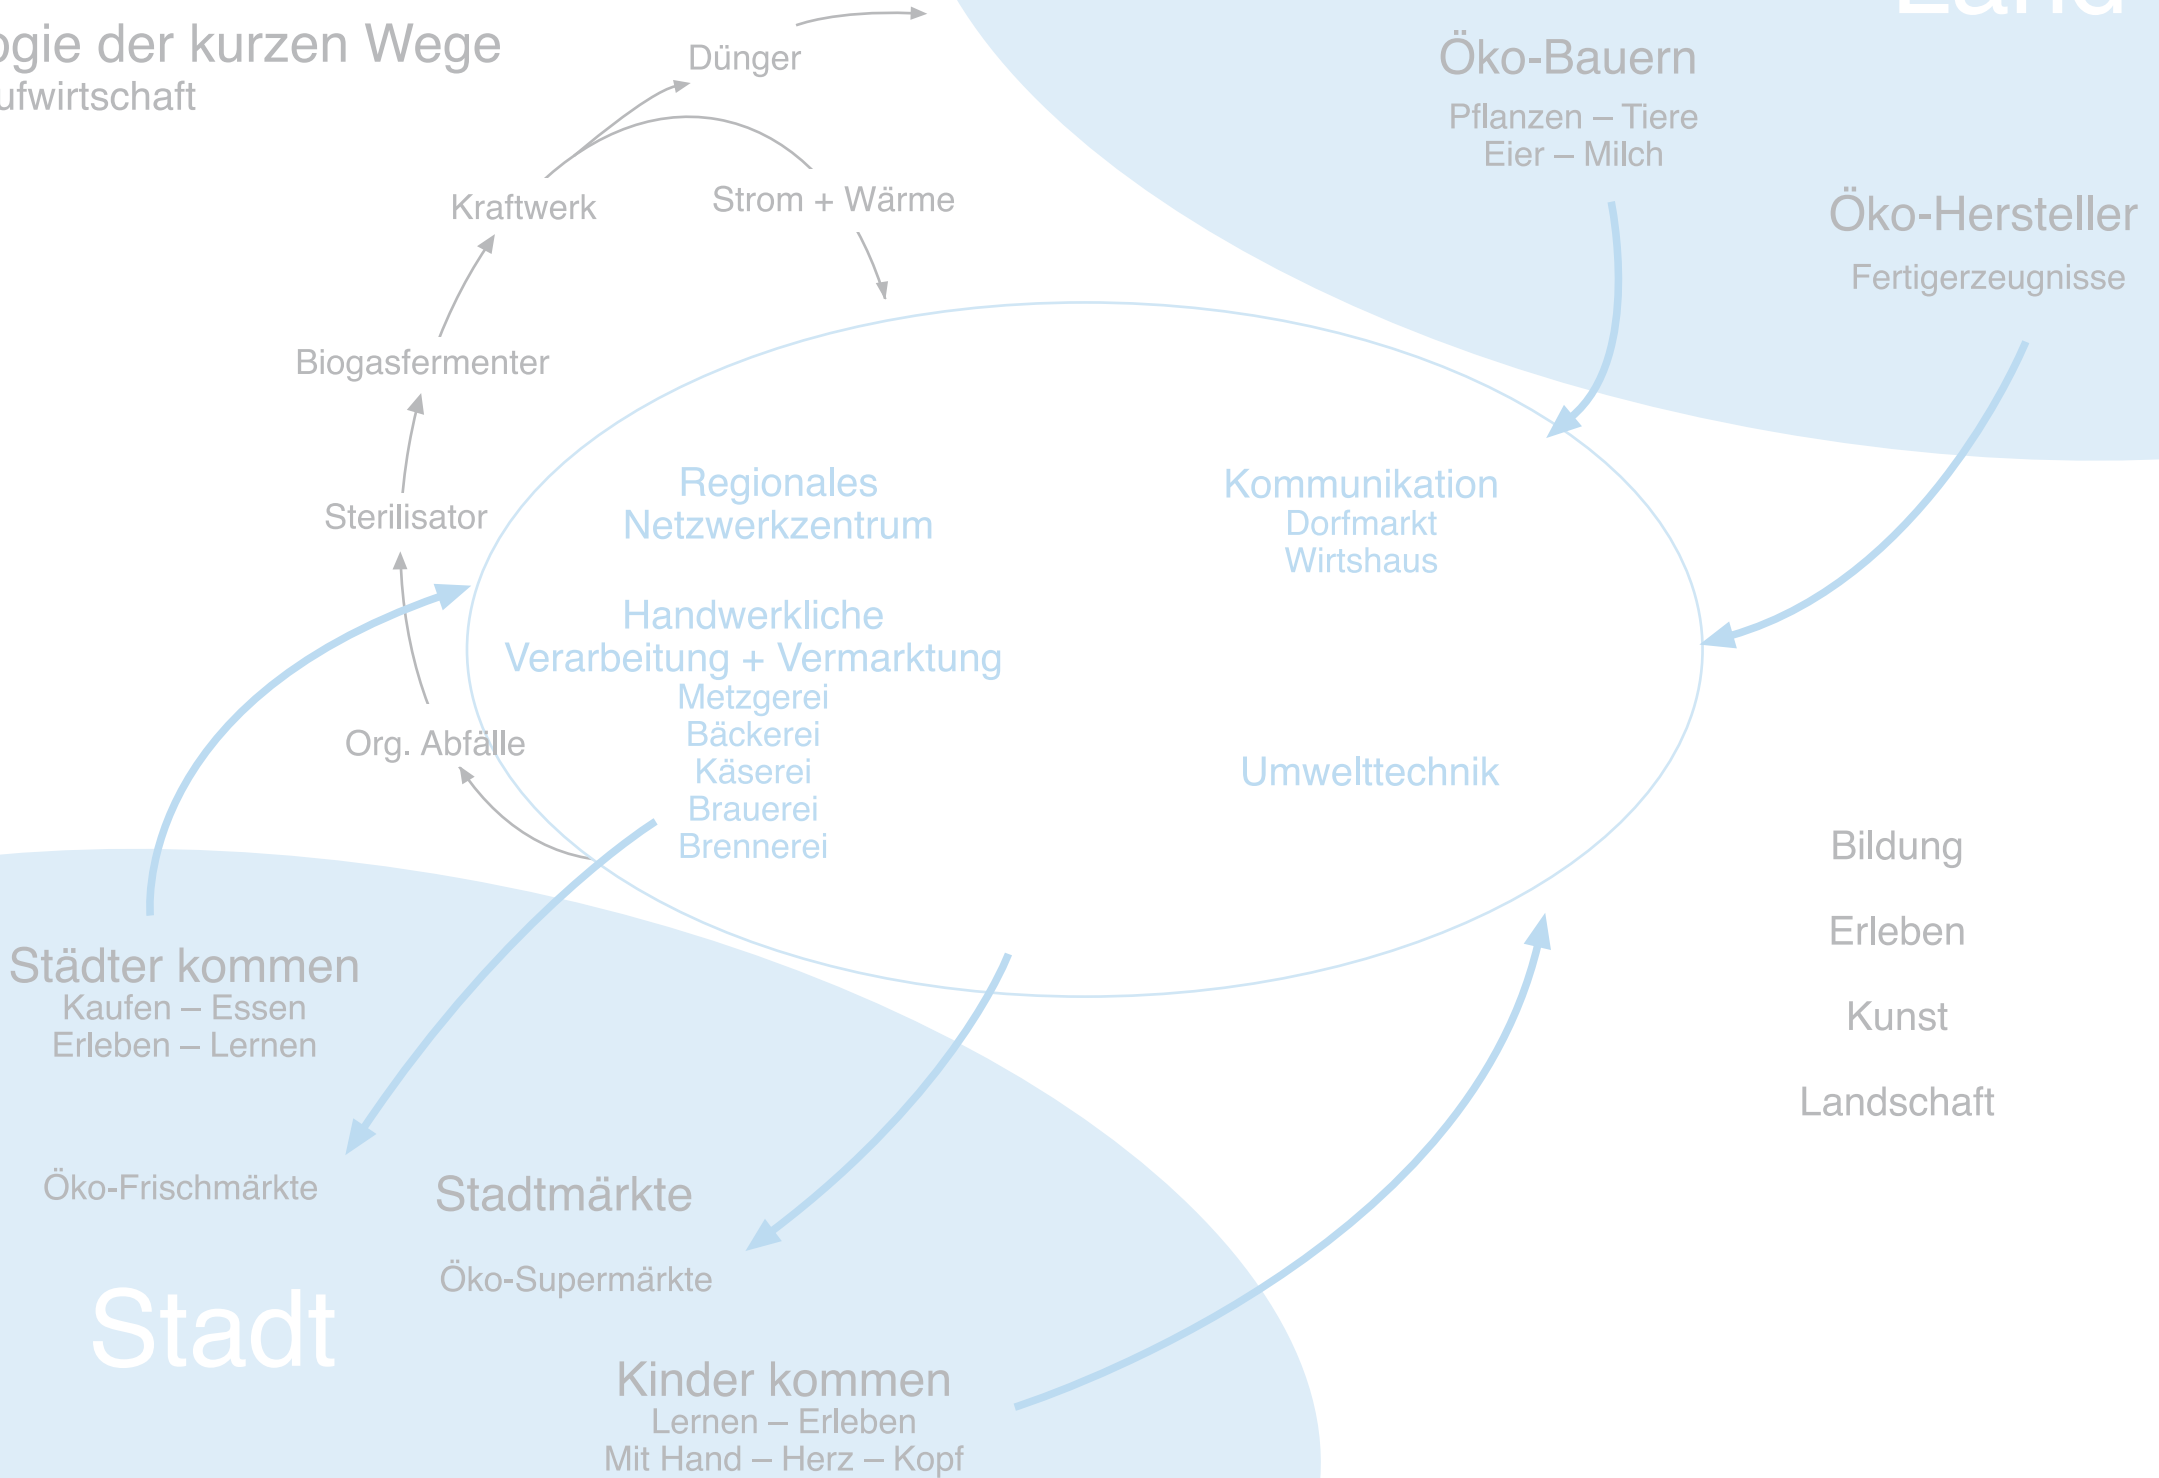 ogie der kurzen Wege
ufwirtschaft
Dünger
Kraftwerk
Strom + Wärme
Biogasfermenter
Sterilisator
Org. Abfälle
Land
Öko-Bauern
Pflanzen – Tiere
Eier – Milch
Öko-Hersteller
Fertigerzeugnisse
Regionales
Netzwerkzentrum
Handwerkliche
Verarbeitung + Vermarktung
Metzgerei
Bäckerei
Käserei
Brauerei
Brennerei
Kommunikation
Dorfmarkt
Wirtshaus
Umwelttechnik
Bildung
Erleben
Kunst
Landschaft
Städter kommen
Kaufen – Essen
Erleben – Lernen
Öko-Frischmärkte
Stadtmärkte
Öko-Supermärkte
Stadt
Kinder kommen
Lernen – Erleben
Mit Hand – Herz – Kopf